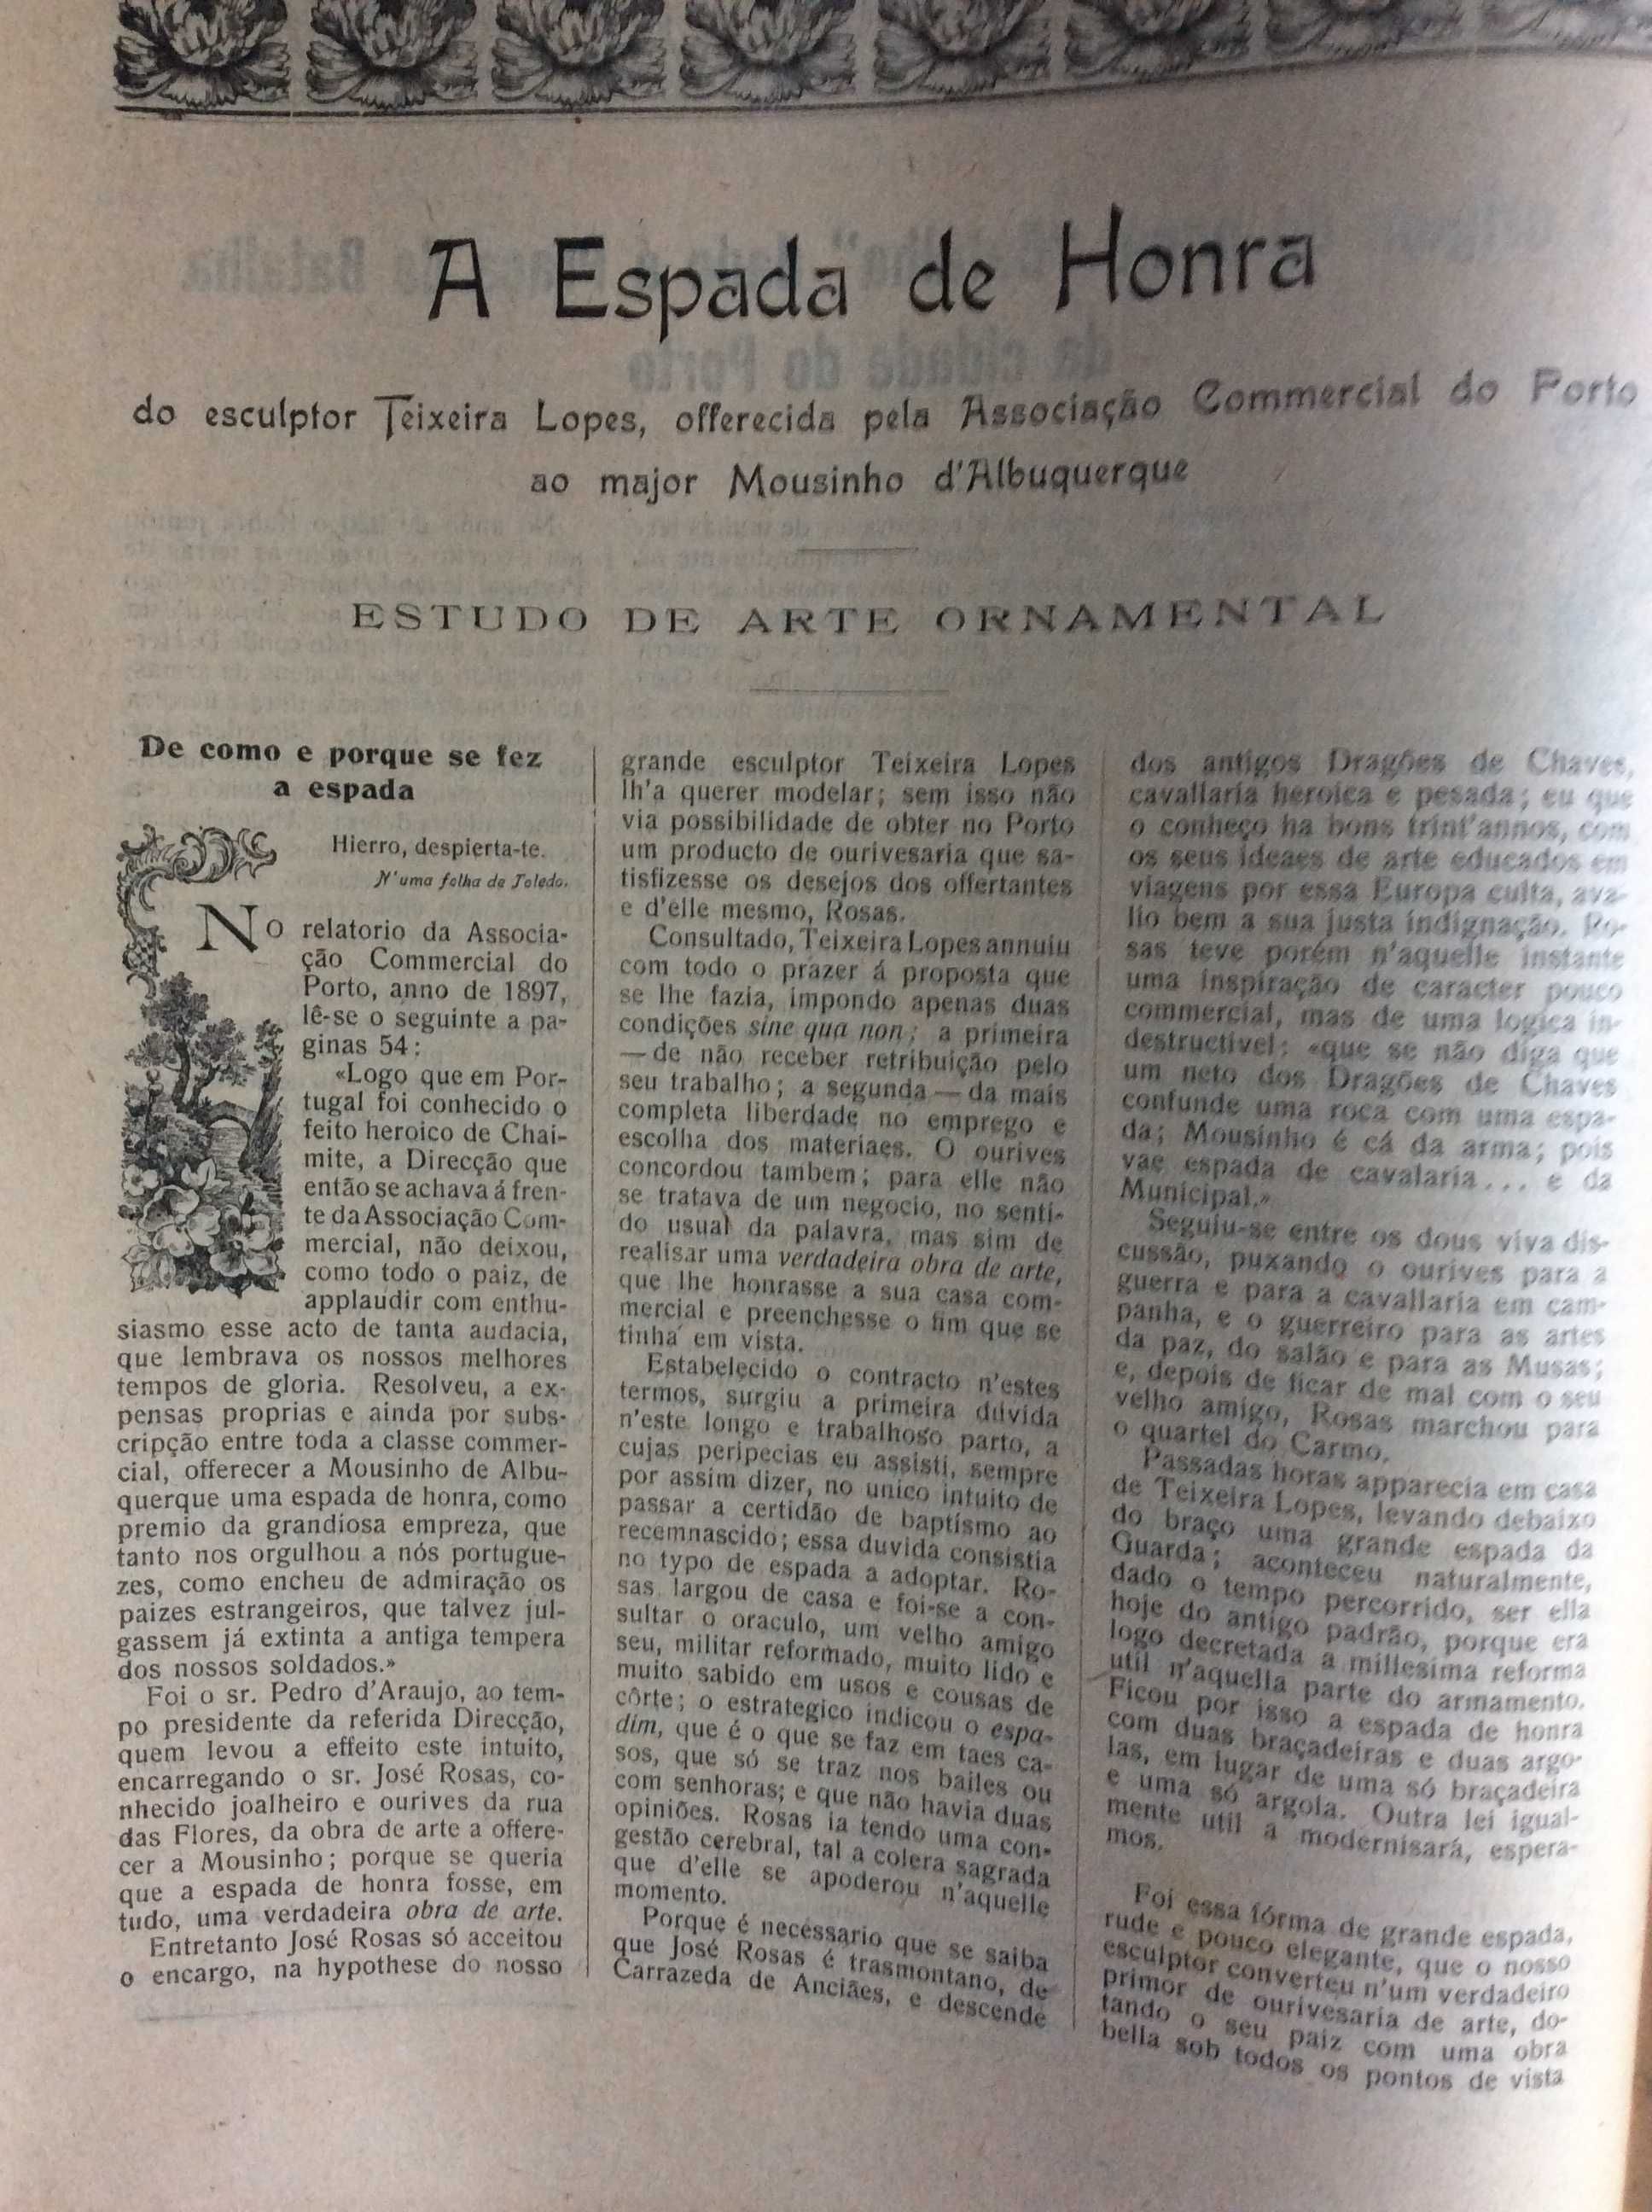 A Espada de Honra
do esculptor Teixeira Lopes, offerecida pela Associação Commercial do Porto
ao major Mousinho d'Albuquerque
ESTUDO DE ARTE ORNAMENTAL
De como e porque se fez
a espada
Hierro, despierta-te.
N'uma folha de Toledo.
No relatorio da Associa-
ção Commercial do
Porto, anno de 1897,
lê-se o seguinte a pa-
ginas 54:
«Logo que em Por-
tugal foi conhecido o
feito heroico de Chai-
mite, a Direcção que
então se achava á fren-
te da Associação Com-
mercial, não deixou,
como todo o paiz, de
applaudir com enthu-
siasmo esse acto de tanta audacia,
que lembrava os nossos melhores
tempos de gloria. Resolveu, a ex-
pensas proprias e ainda por subs-
cripção entre toda a classe commer-
cial, offerecer a Mousinho de Albu-
querque uma espada de honra, como
premio da grandiosa empreza, que
tanto nos orgulhou a nós portugue-
zes, como encheu de admiração os
paizes estrangeiros, que talvez jul-
gassem já extinta a antiga tempera
dos nossos soldados.»
Foi o sr. Pedro d'Araujo, ao tem-
po presidente da referida Direcção,
quem levou a effeito este intuito,
encarregando o sr. José Rosas, co-
nhecido joalheiro e ourives da rua
das Flores, da obra de arte a offere-
cer a Mousinho; porque se queria
que a espada de honra fosse, em
tudo, uma verdadeira obra de arte.
Entretanto José Rosas só acceitou
o encargo, na hypothese do nosso
grande esculptor Teixeira Lopes
lh'a querer modelar; sem isso não
via possibilidade de obter no Porto
um producto de ourivesaria que sa-
tisfizesse os desejos dos offertantes
e d'elle mesmo, Rosas.
Consultado, Teixeira Lopes annuiu
com todo o prazer á proposta que
se lhe fazia, impondo apenas duas
condições sine qua non; a primeira
—de não receber retribuição pelo
seu trabalho; a segunda—da mais
completa liberdade no emprego e
escolha dos materiaes. O ourives
concordou tambem; para elle não
se tratava de um negocio, no senti-
do usual da palavra, mas sim de
realisar uma verdadeira obra de arte,
que lhe honrasse a sua casa com-
mercial e preenchesse o fim que se
tinha em vista.
Estabelecido o contracto n'estes
termos, surgiu a primeira dúvida
n'este longo e trabalhoso parto, a
cujas peripecias eu assisti, sempre
por assim dizer, no unico intuito de
passar a certidão de baptismo ao
recemnascido; essa duvida consistia
no typo de espada a adoptar. Ro-
sas largou de casa e foi-se a con-
sultar o oraculo, um velho amigo
seu, militar reformado, muito lido e
muito sabido em usos e cousas de
côrte; o estrategico indicou o espa-
dim, que é o que se faz em taes ca-
sos, que só se traz nos bailes ou
com senhoras; e que não havia duas
opiniões. Rosas ia tendo uma con-
gestão cerebral, tal a colera sagrada
que d'elle se apoderou n'aquelle
momento.
Porque é necessario que se saiba
que José Rosas é trasmontano, de
Carrazeda de Anciães, e descende
dos antigos Dragões de Chaves,
cavallaria heroica e pesada; eu que
o conheço ha bons trint'annos, com
os seus ideaes de arte educados em
viagens por essa Europa culta, ava-
lio bem a sua justa indignação. Ro-
sas teve porém n'aquelle instante
uma inspiração de caracter pouco
commercial, mas de uma logica in-
destructivel: «que se não diga que
um neto dos Dragões de Chaves
confunde uma roca com uma espa-
da; Mousinho é cá da arma; pois
vae espada de cavalaria... e da
Municipal.»
Seguiu-se entre os dous viva dis-
cussão, puxando o ourives para a
guerra e para a cavallaria em cam-
panha, e o guerreiro para as artes
da paz, do salão e para as Musas;
e, depois de ficar de mal com o seu
velho amigo, Rosas marchou para
o quartel do Carmo.
Passadas horas apparecia em casa
de Teixeira Lopes, levando debaixo
do braço uma grande espada da
Guarda; aconteceu naturalmente,
dado o tempo percorrido, ser ella
hoje do antigo padrão, porque era
logo decretada a millesima reforma
util n'aquella parte do armamento.
Ficou por isso a espada de honra
com duas braçadeiras e duas argo-
las, em lugar de uma só braçadeira
e uma só argola. Outra lei igual-
mente util a modernisará, espera-
mos.
Foi essa fórma de grande espada,
rude e pouco elegante, que o nosso
esculptor converteu n'um verdadeiro
primor de ourivesaria de arte, do-
tando o seu paiz com uma obra
bella sob todos os pontos de vista